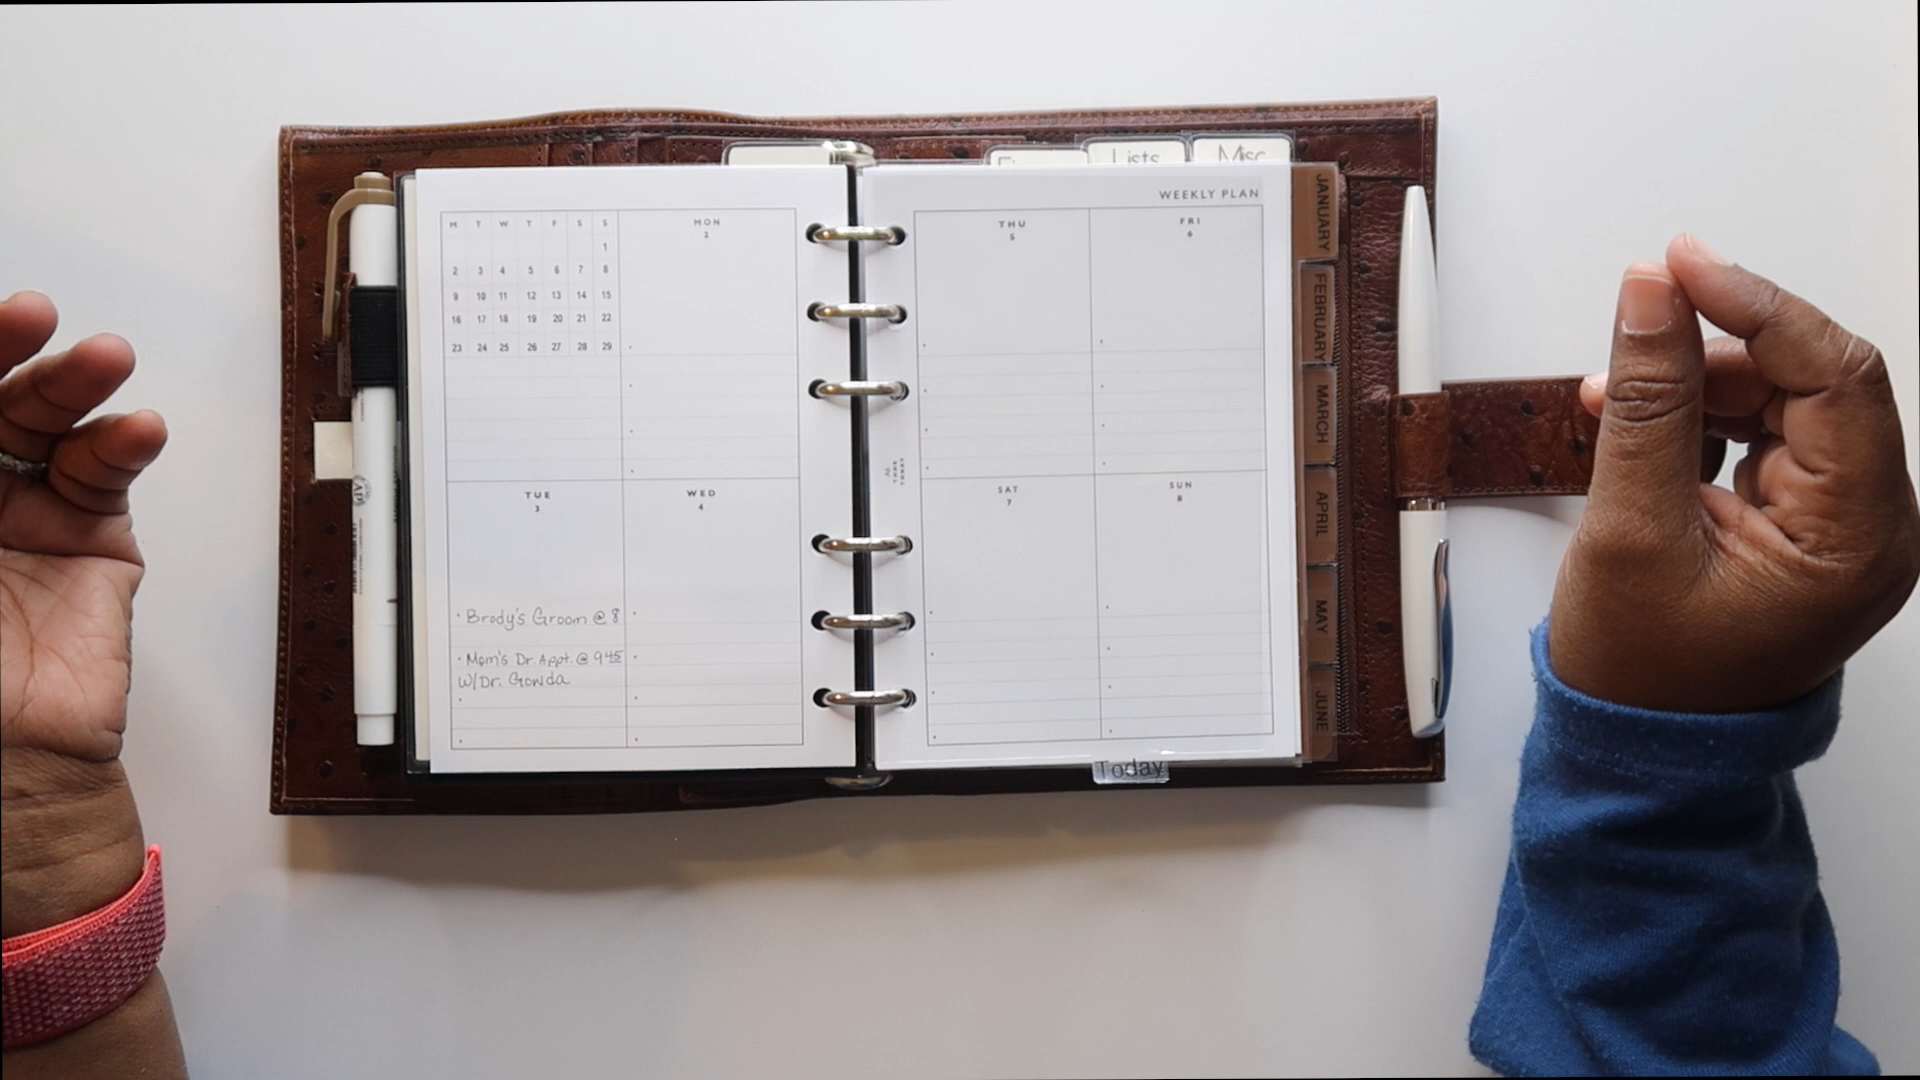 Lists
Misc
WEEKLY PLAN
M T W T F S S
1
2 3 4 5 6 7 8
9 10 11 12 13 14 15
16 17 18 19 20 21 22
23 24 25 26 27 28 29
MON
2
TUE
3
· Brody's Groom @ 8
· Mom's Dr. Appt. @ 945
W/Dr. Gowda
WED
4
THU
5
FRI
6
SAT
7
SUN
8
JANUARY
FEBRUARY
MARCH
APRIL
MAY
JUNE
Today